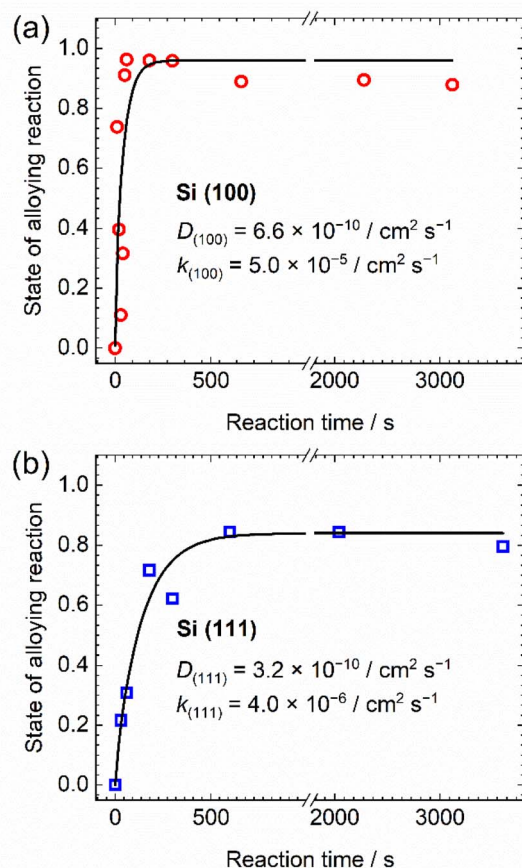 (a)
1.0
0.8
0.6
0.4
0.2
0.0
State of alloying reaction
Si (100)
D(100) = 6.6 × 10⁻¹⁰ / cm² s⁻¹
k(100) = 5.0 × 10⁻⁵ / cm² s⁻¹
0 500 2000 3000
Reaction time / s
(b)
1.0
0.8
0.6
0.4
0.2
0.0
State of alloying reaction
Si (111)
D(111) = 3.2 × 10⁻¹⁰ / cm² s⁻¹
k(111) = 4.0 × 10⁻⁶ / cm² s⁻¹
0 500 2000 3000
Reaction time / s